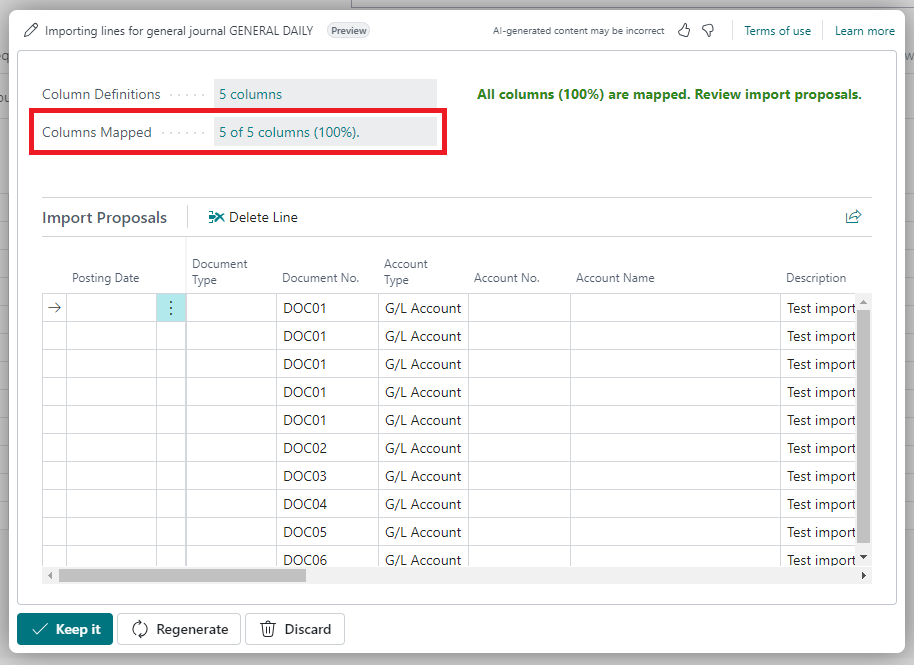 Importing lines for general journal GENERAL DAILY Preview AI-generated content may be incorrect Terms of use Learn more
Column Definitions 5 columns All columns (100%) are mapped. Review import proposals.
Columns Mapped 5 of 5 columns (100%).
Import Proposals Delete Line
Posting Date Document Type Document No. Account Type Account No. Account Name Description
DOC01 G/L Account Test import
DOC01 G/L Account Test import
DOC01 G/L Account Test import
DOC01 G/L Account Test import
DOC01 G/L Account Test import
DOC02 G/L Account Test import
DOC03 G/L Account Test import
DOC04 G/L Account Test import
DOC05 G/L Account Test import
DOC06 G/L Account Test import
Keep it Regenerate Discard